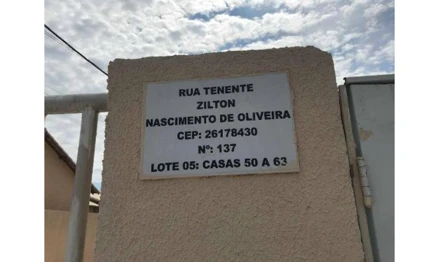 RUA TENENTE
ZILTON
NASCIMENTO DE OLIVEIRA
CEP: 26178430
Nº: 137
LOTE 05: CASAS 50 A 63